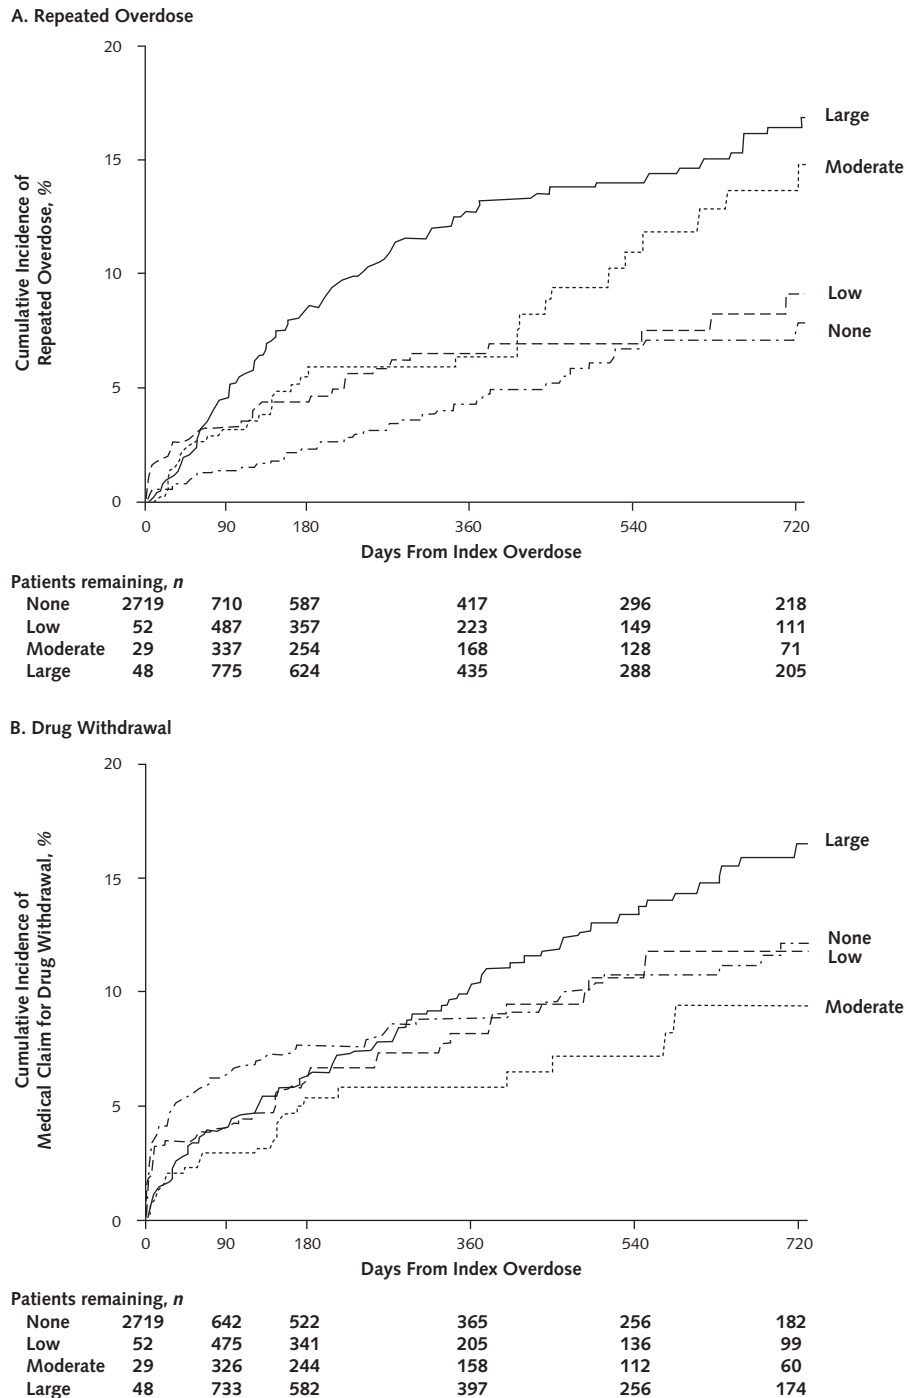 A. Repeated Overdose
20
15
10
5
0
Cumulative Incidence of
Repeated Overdose, %
Large
Moderate
Low
None
0 90 180 360 540 720
Days From Index Overdose
Patients remaining, n
None 2719 710 587 417 296 218
Low 52 487 357 223 149 111
Moderate 29 337 254 168 128 71
Large 48 775 624 435 288 205
B. Drug Withdrawal
20
15
10
5
0
Cumulative Incidence of
Medical Claim for Drug Withdrawal, %
Large
None
Low
Moderate
0 90 180 360 540 720
Days From Index Overdose
Patients remaining, n
None 2719 642 522 365 256 182
Low 52 475 341 205 136 99
Moderate 29 326 244 158 112 60
Large 48 733 582 397 256 174